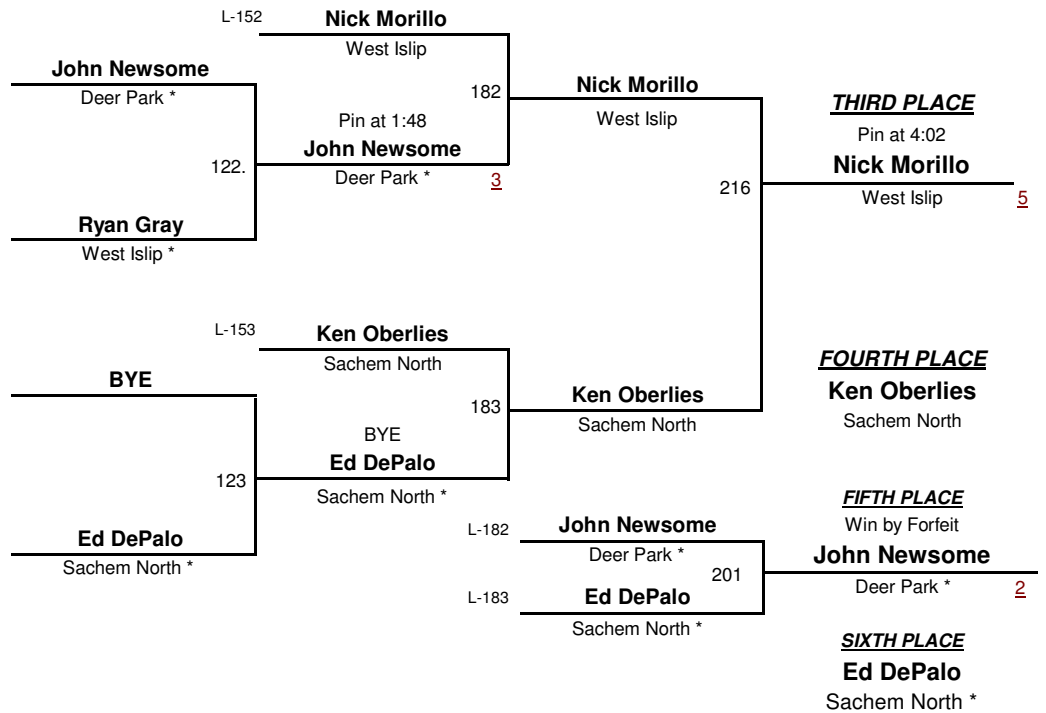 L-152
Nick Morillo
West Islip
John Newsome
Deer Park *
182
Nick Morillo
West Islip
THIRD PLACE
Pin at 4:02
Nick Morillo
West Islip
5
Pin at 1:48
John Newsome
Deer Park *
3
122.
216
Ryan Gray
West Islip *
L-153
Ken Oberlies
Sachem North
BYE
183
Ken Oberlies
Sachem North
FOURTH PLACE
Ken Oberlies
Sachem North
BYE
Ed DePalo
Sachem North *
123
Ed DePalo
Sachem North *
L-182
John Newsome
Deer Park *
201
L-183
Ed DePalo
Sachem North *
FIFTH PLACE
Win by Forfeit
John Newsome
Deer Park *
2
SIXTH PLACE
Ed DePalo
Sachem North *